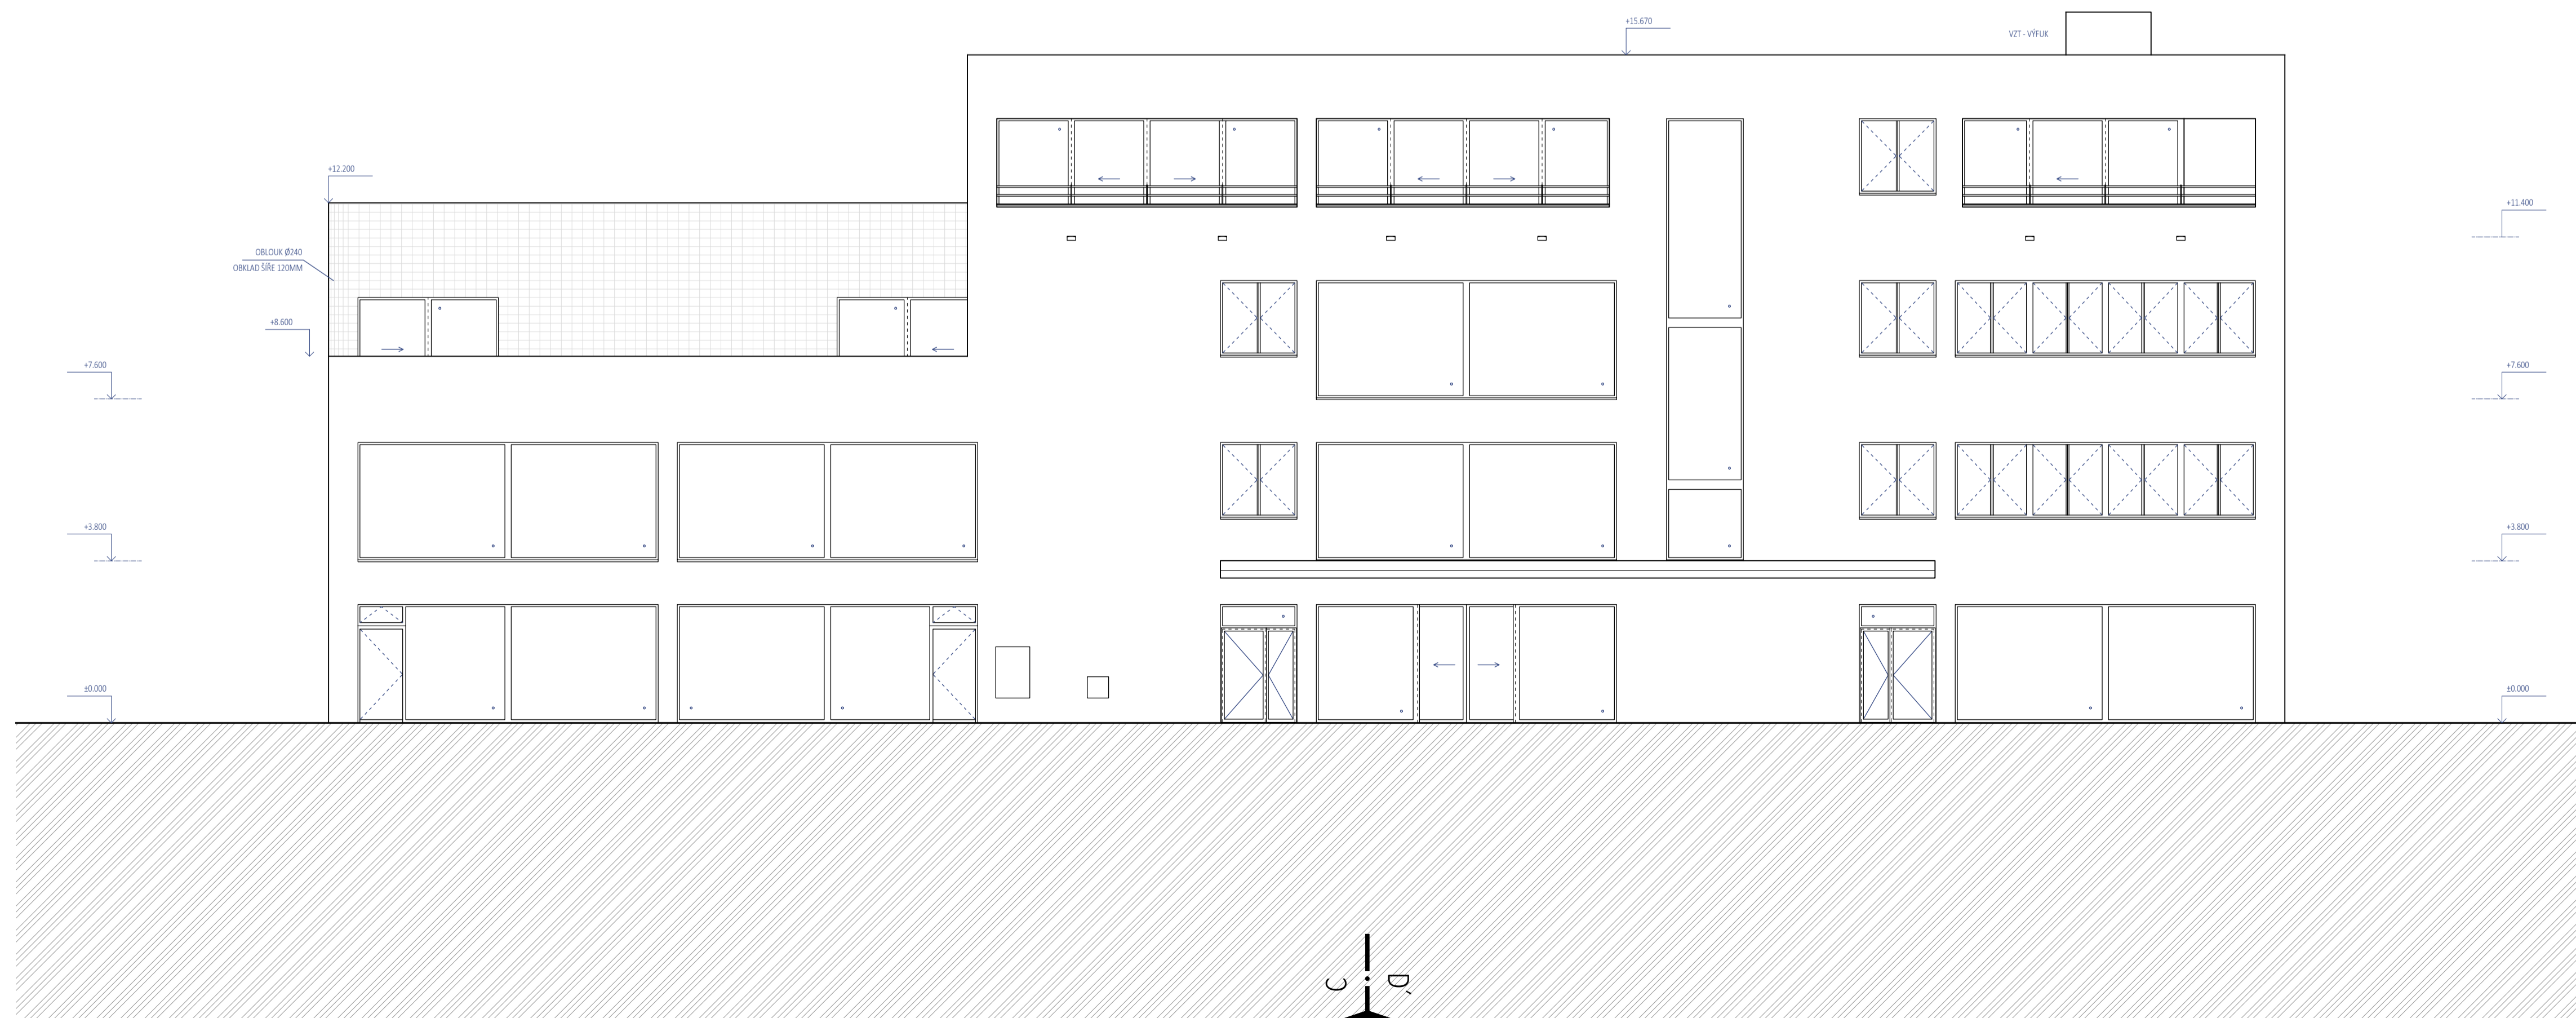 +15.670
VZT - VÝFUK
+12.200
+11.400
OBLOUK Ø240
OBKLAD ŠÍŘE 120MM
+8.600
+7.600
+7.600
+3.800
+3.800
±0.000
±0.000
C
D'